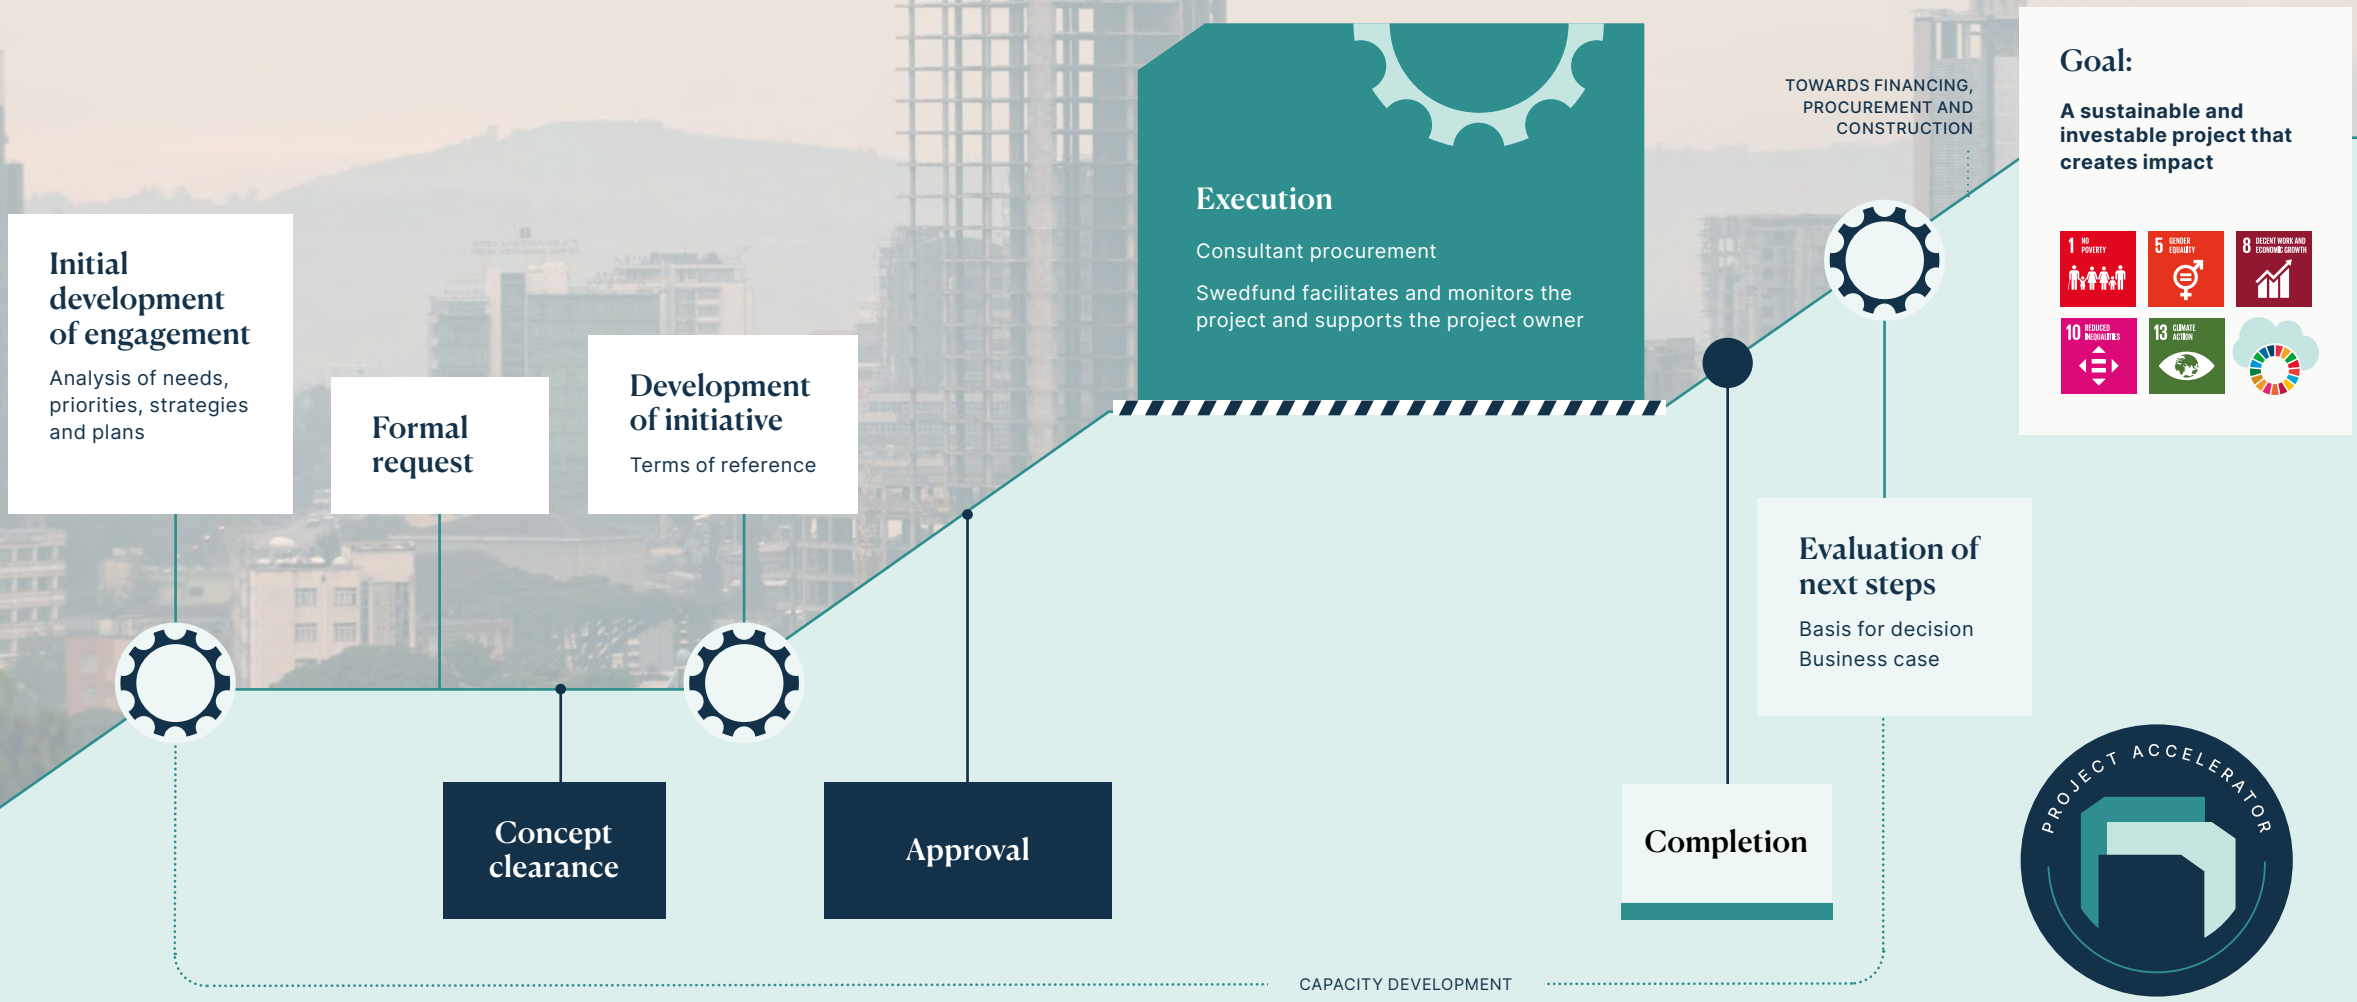 Initial
development
of engagement
Analysis of needs,
priorities, strategies
and plans
Formal
request
Development
of initiative
Terms of reference
Concept
clearance
Approval
Execution
Consultant procurement
Swedfund facilitates and monitors the
project and supports the project owner
Completion
TOWARDS FINANCING,
PROCUREMENT AND
CONSTRUCTION
Evaluation of
next steps
Basis for decision
Business case
Goal:
A sustainable and
investable project that
creates impact
1 NO
POVERTY
5 GENDER
EQUALITY
8 DECENT WORK AND
ECONOMIC GROWTH
10 REDUCED
INEQUALITIES
13 CLIMATE
ACTION
CAPACITY DEVELOPMENT
PROJECT ACCELERATOR